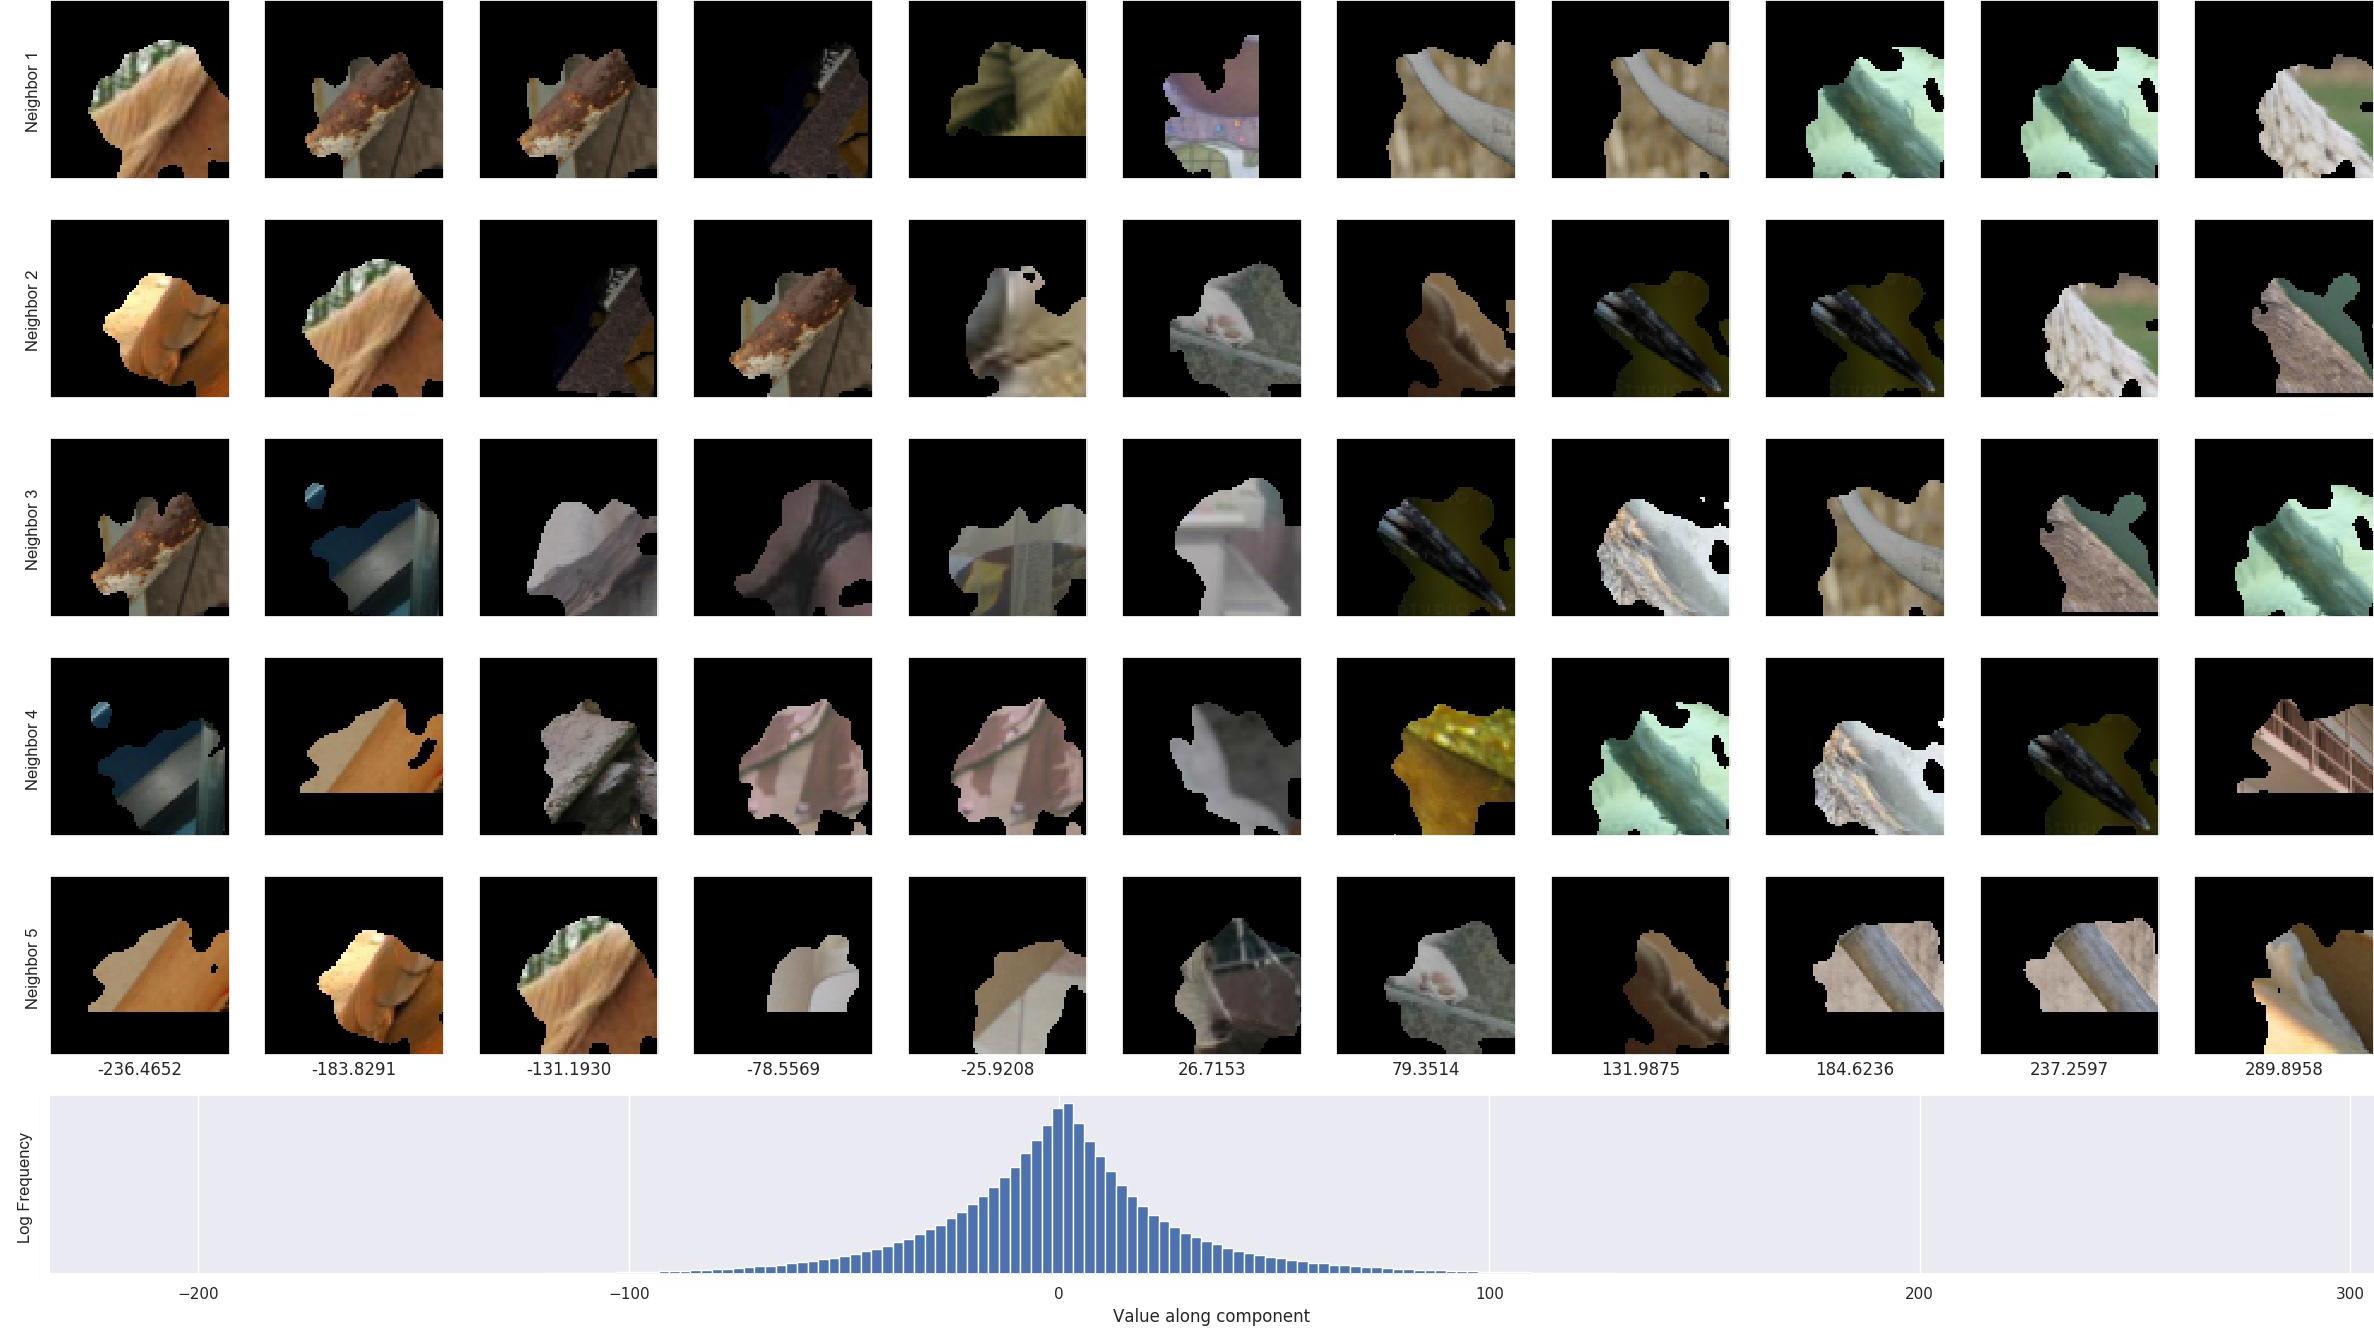 Neighbor 1
Neighbor 2
Neighbor 3
Neighbor 4
Neighbor 5
-236.4652 -183.8291 -131.1930 -78.5569 -25.9208 26.7153 79.3514 131.9875 184.6236 237.2597 289.8958
Log Frequency
−200 −100 0 100 200 300
Value along component